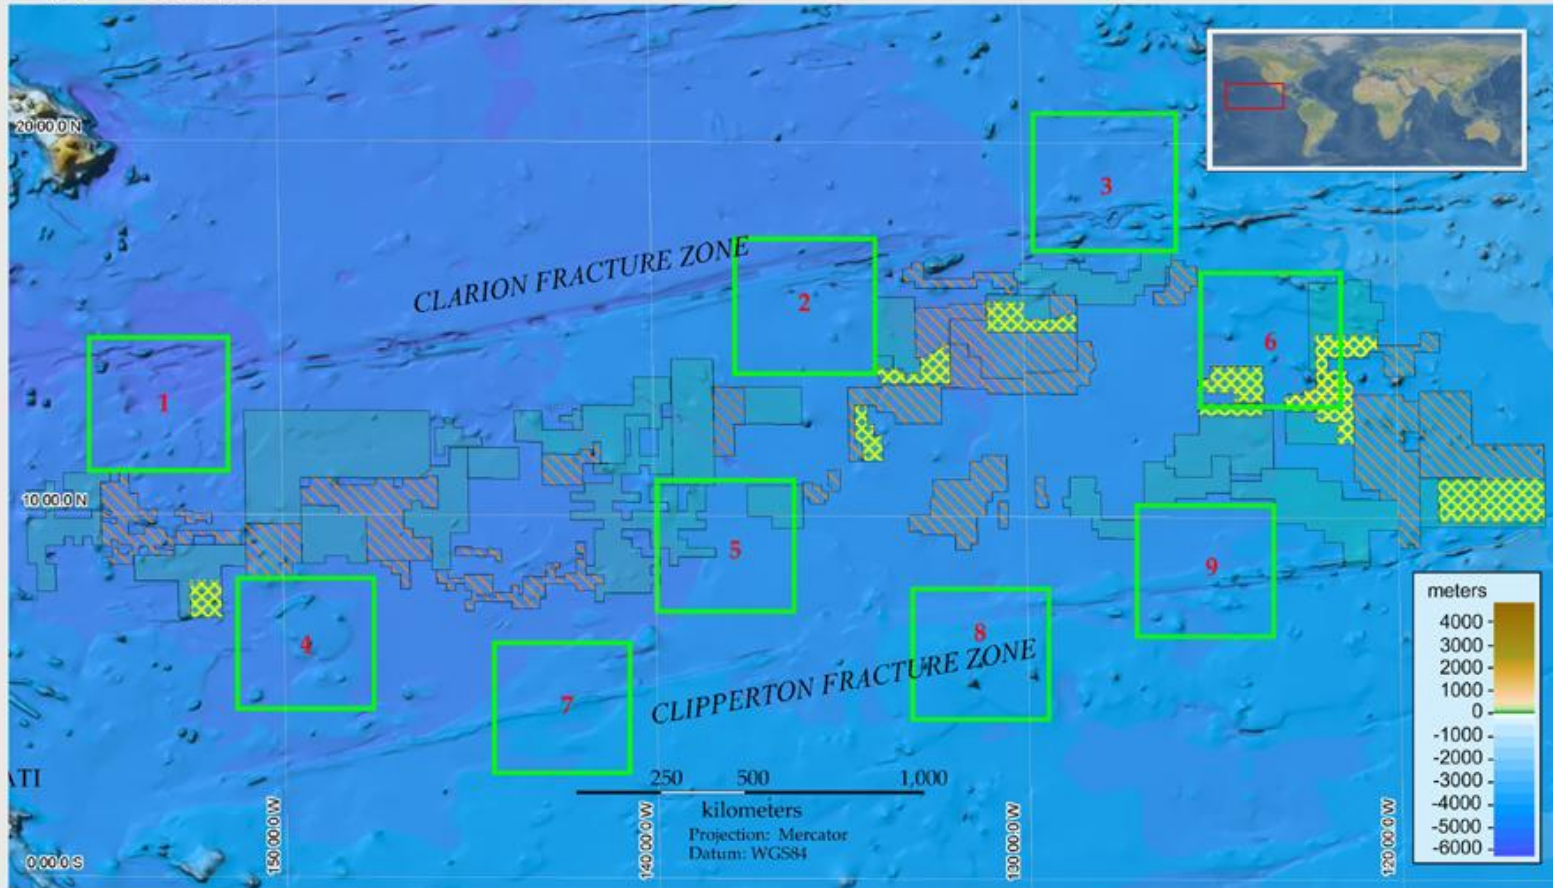 20 00.0 N
3
CLARION FRACTURE ZONE
2
6
1
10 00.0 N
5
9
4
8
7
CLIPPERTON FRACTURE ZONE
ATI
250 500 1,000
kilometers
Projection: Mercator
Datum: WGS84
150 00.0 W
140 00.0 W
130 00.0 W
120 00.0 W
0 00.0 S
meters
4000
3000
2000
1000
0
-1000
-2000
-3000
-4000
-5000
-6000